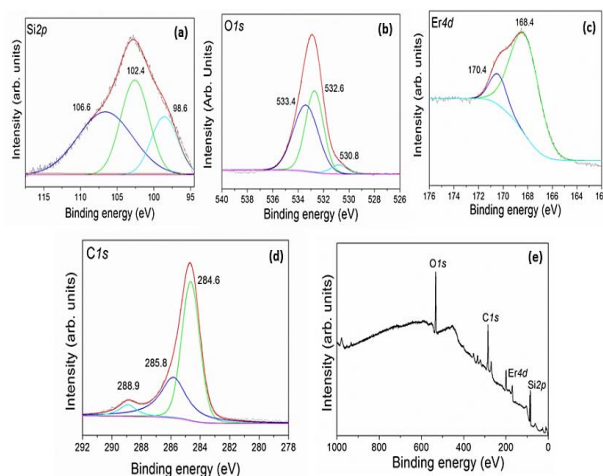 Si2p
(a)
102.4
106.6
98.6
Intensity (arb. units)
115 110 105 100 95
Binding energy (eV)
O1s
(b)
532.6
533.4
530.8
Intensity (Arb. Units)
540 538 536 534 532 530 528 526
Binding energy (eV)
Er4d
168.4
(c)
170.4
Intensity (arb. units)
176 174 172 170 168 166 164 16
Binding energy (eV)
C1s
(d)
284.6
285.8
288.9
Intensity (arb. units)
292 290 288 286 284 282 280 278
Binding energy (eV)
(e)
O1s
C1s
Er4d
Si2p
Intensity (arb. units)
1000 800 600 400 200 0
Binding energy (eV)